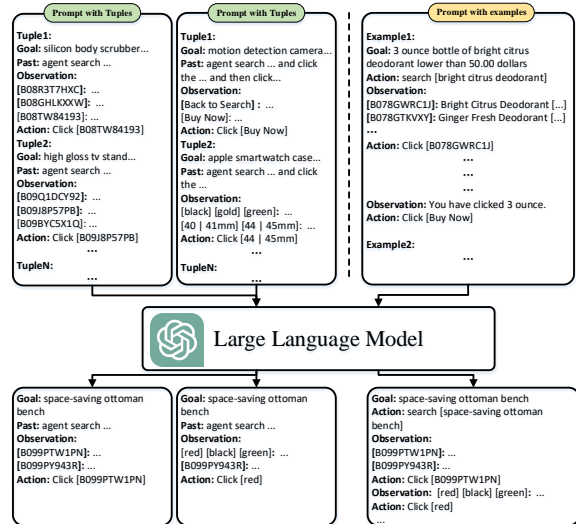 Prompt with Tuples
Tuple1:
Goal: silicon body scrubber...
Past: agent search ...
Observation:
[B08R3T7HXC]: ...
[B08GHLKXXW]: ...
[B08TW84193]: ...
Action: Click [B08TW84193]
Tuple2:
Goal: high gloss tv stand...
Past: agent search ...
Observation:
[B09Q1DCY92]: ...
[B09J8P57PB]: ...
[B09BYC5X1Q]: ...
Action: Click [B09J8P57PB]
...
TupleN:
...
Prompt with Tuples
Tuple1:
Goal: motion detection camera...
Past: agent search ... and click
the ... and then click...
Observation:
[Back to Search] : ...
[Buy Now]: ...
Action: Click [Buy Now]
Tuple2:
Goal: apple smartwatch case...
Past: agent search ... and click
the ...
Observation:
[black] [gold] [green]: ...
[40 | 41mm] [44 | 45mm]: ...
Action: Click [44 | 45mm]
...
TupleN:
...
Prompt with examples
Example1:
Goal: 3 ounce bottle of bright citrus
deodorant lower than 50.00 dollars
Action: search [bright citrus deodorant]
Observation:
[B078GWRC1J]: Bright Citrus Deodorant [...]
[B078GTKVXY]: Ginger Fresh Deodorant [...]
...
Action: Click [B078GWRC1J]
...
...
...
Observation: You have clicked 3 ounce.
Action: Click [Buy Now]
Example2:
...
Large Language Model
Goal: space-saving ottoman
bench
Past: agent search ...
Observation:
[B099PTW1PN]: ...
[B099PY943R]: ...
Action: Click [B099PTW1PN]
Goal: space-saving ottoman
bench
Past: agent search ...
Observation:
[red] [black] [green]: ...
[B099PY943R]: ...
Action: Click [red]
Goal: space-saving ottoman bench
Action: search [space-saving ottoman
bench]
Observation:
[B099PTW1PN]: ...
[B099PY943R]: ...
Action: Click [B099PTW1PN]
Observation: [red] [black] [green]: ...
Action: Click [red]
...